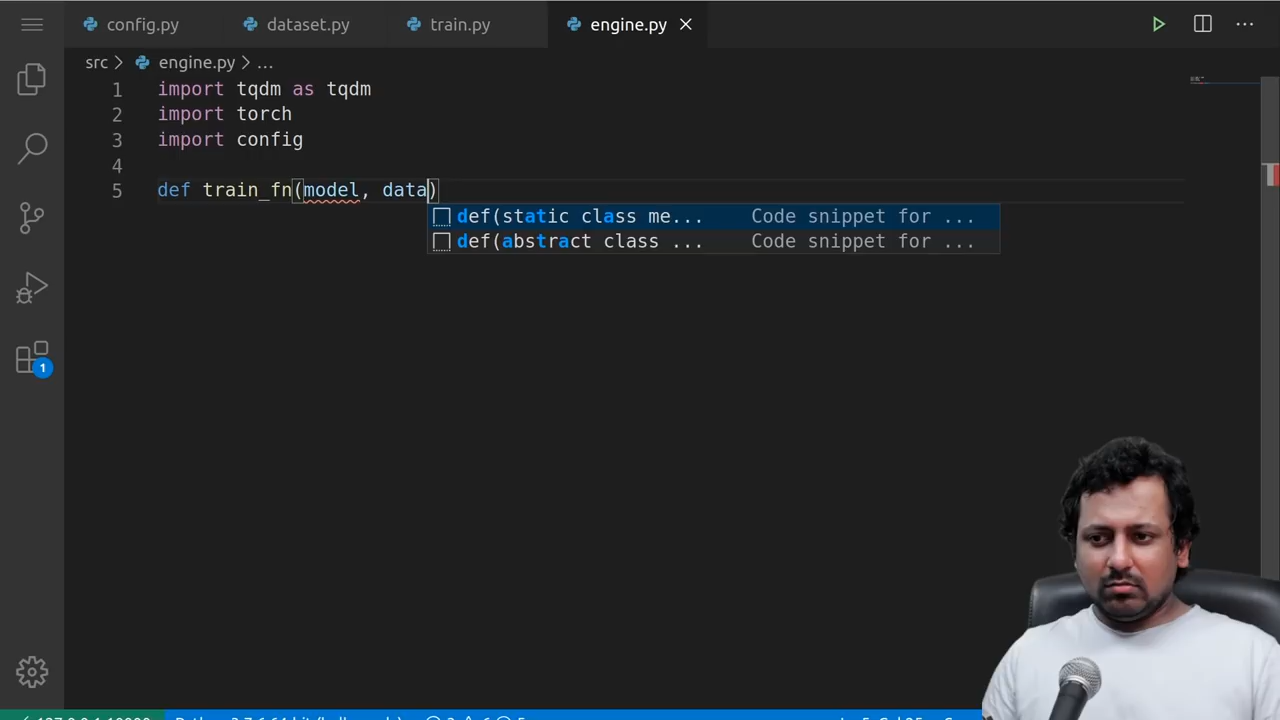 config.py dataset.py train.py engine.py
src > engine.py > ...
1 import tqdm as tqdm
2 import torch
3 import config
4
5 def train_fn(model, data)
def(static class me... Code snippet for ...
def(abstract class ... Code snippet for ...
1